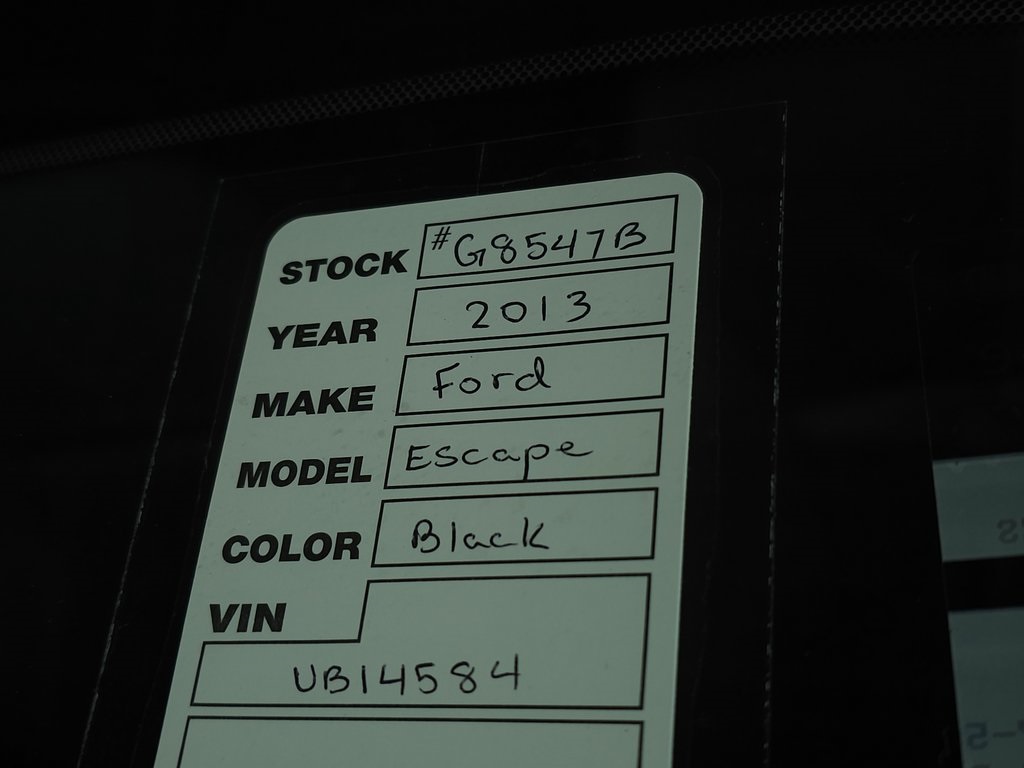 STOCK #G8547B
YEAR 2013
MAKE Ford
MODEL Escape
COLOR Black
VIN
UB14584